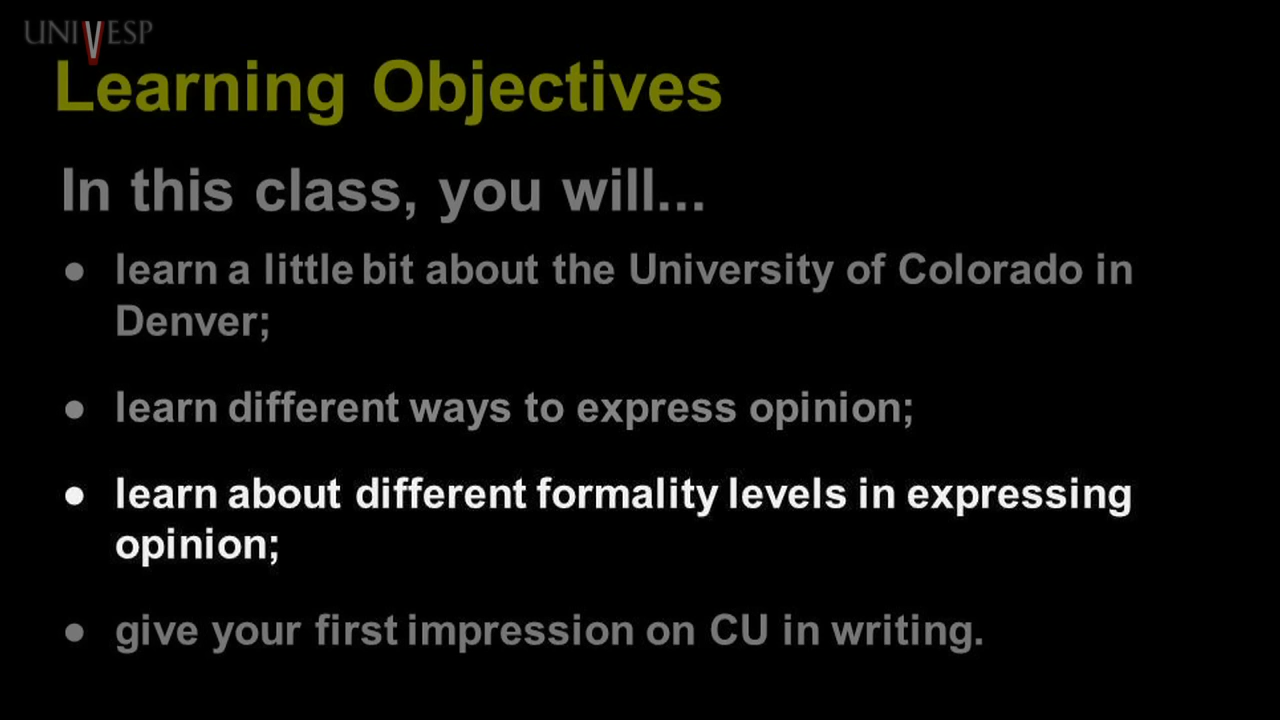 UNIVESP
Learning Objectives
In this class, you will...
● learn a little bit about the University of Colorado in
Denver;
● learn different ways to express opinion;
● learn about different formality levels in expressing
opinion;
● give your first impression on CU in writing.